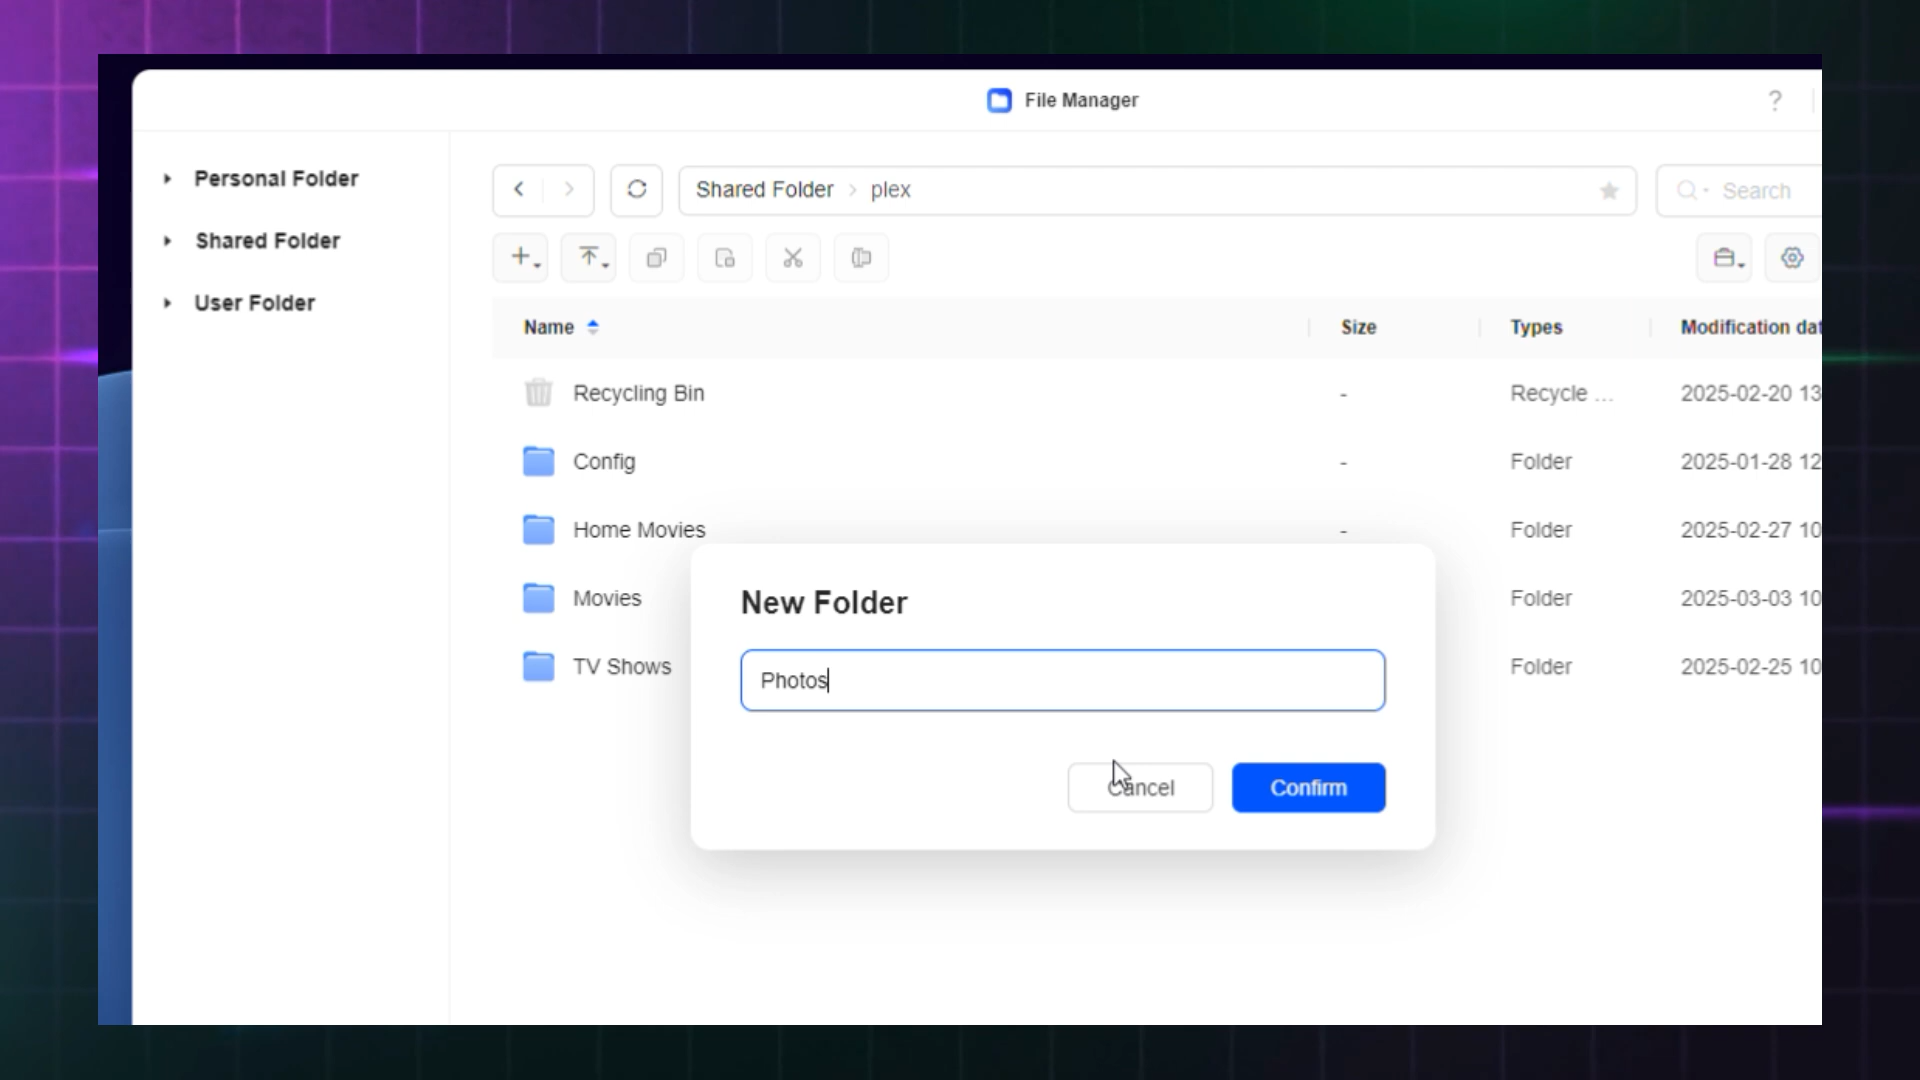 File Manager
?
Personal Folder
Shared Folder
User Folder
Shared Folder > plex
Search
Name Size Types Modification dat
Recycling Bin - Recycle ... 2025-02-20 13
Config - Folder 2025-01-28 12
Home Movies - Folder 2025-02-27 10
Movies Folder 2025-03-03 10
TV Shows Folder 2025-02-25 10
New Folder
Photos
Cancel Confirm